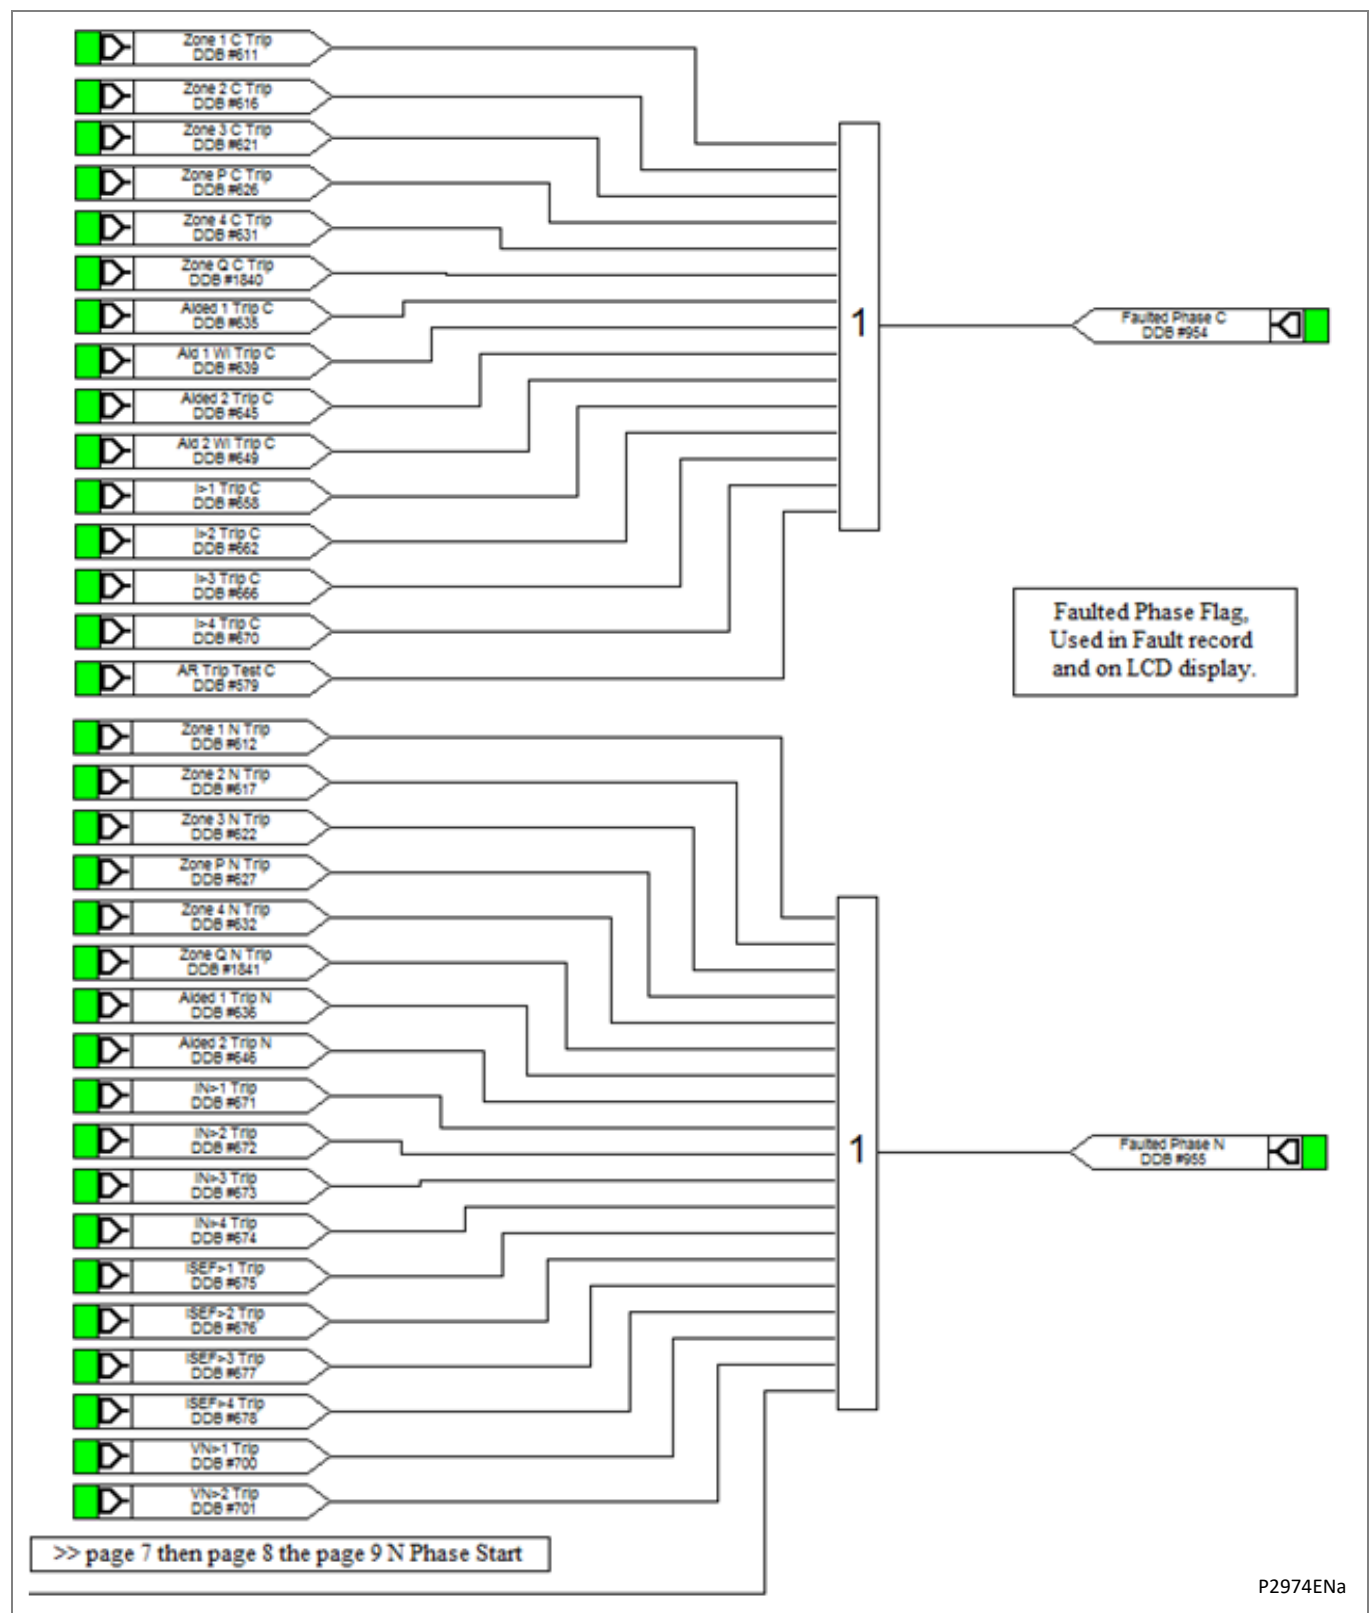 Zone 1 C Trip
DDB #611
Zone 2 C Trip
DDB #616
Zone 3 C Trip
DDB #621
Zone P C Trip
DDB #626
Zone 4 C Trip
DDB #631
Zone Q C Trip
DDB #1840
Aided 1 Trip C
DDB #635
Aid 1 WI Trip C
DDB #639
Aided 2 Trip C
DDB #645
Aid 2 WI Trip C
DDB #649
I>1 Trip C
DDB #658
I>2 Trip C
DDB #662
I>3 Trip C
DDB #666
I>4 Trip C
DDB #670
AR Trip Test C
DDB #579
1
Faulted Phase C
DDB #954
Faulted Phase Flag,
Used in Fault record
and on LCD display.
Zone 1 N Trip
DDB #612
Zone 2 N Trip
DDB #617
Zone 3 N Trip
DDB #622
Zone P N Trip
DDB #627
Zone 4 N Trip
DDB #632
Zone Q N Trip
DDB #1841
Aided 1 Trip N
DDB #636
Aided 2 Trip N
DDB #646
IN>1 Trip
DDB #671
IN>2 Trip
DDB #672
IN>3 Trip
DDB #673
IN>4 Trip
DDB #674
ISEF>1 Trip
DDB #675
ISEF>2 Trip
DDB #676
ISEF>3 Trip
DDB #677
ISEF>4 Trip
DDB #678
VN>1 Trip
DDB #700
VN>2 Trip
DDB #701
1
Faulted Phase N
DDB #955
>> page 7 then page 8 the page 9 N Phase Start
P2974ENa